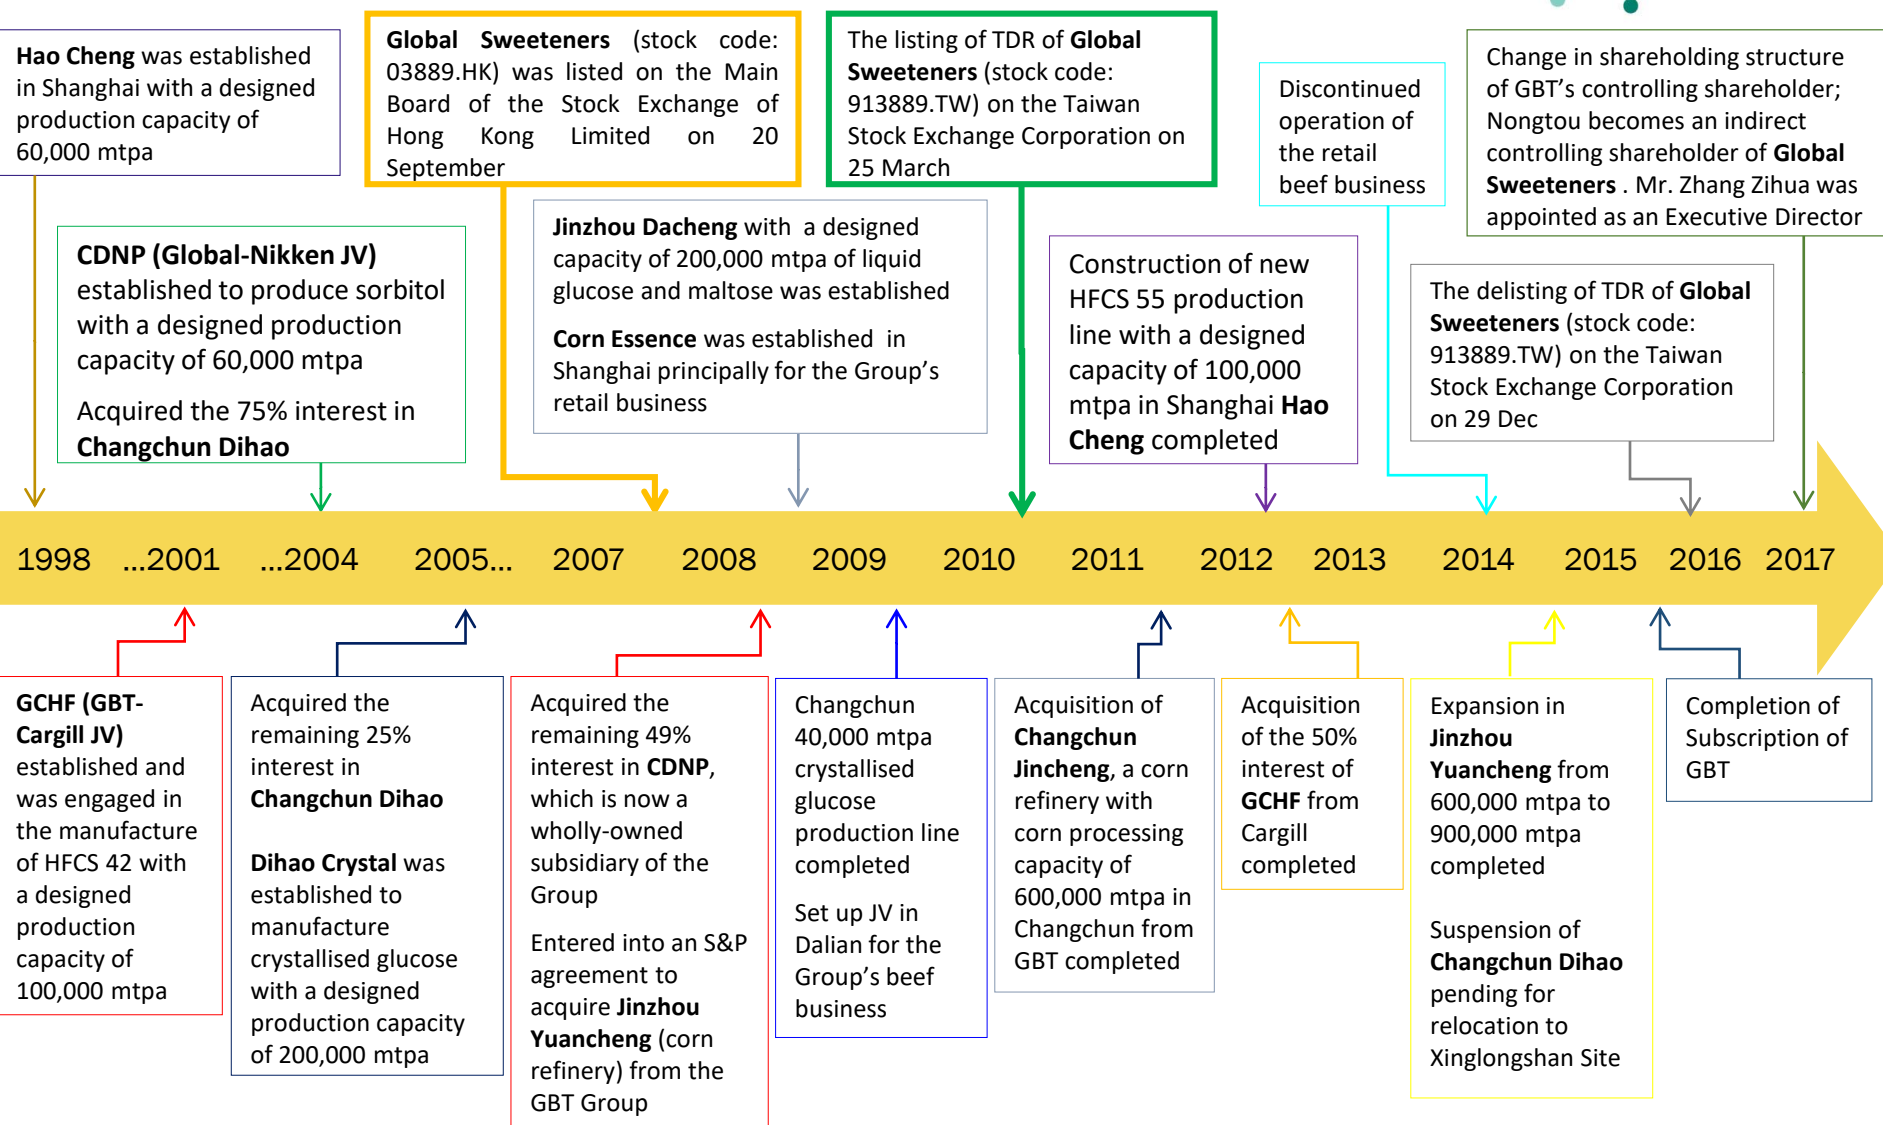 Hao Cheng was established
in Shanghai with a designed
production capacity of
60,000 mtpa
Global Sweeteners (stock code:
03889.HK) was listed on the Main
Board of the Stock Exchange of
Hong Kong Limited on 20
September
The listing of TDR of Global
Sweeteners (stock code:
913889.TW) on the Taiwan
Stock Exchange Corporation on
25 March
Discontinued
operation of
the retail
beef business
Change in shareholding structure
of GBT's controlling shareholder;
Nongtou becomes an indirect
controlling shareholder of Global
Sweeteners . Mr. Zhang Zihua was
appointed as an Executive Director
CDNP (Global-Nikken JV)
established to produce sorbitol
with a designed production
capacity of 60,000 mtpa
Acquired the 75% interest in
Changchun Dihao
Jinzhou Dacheng with a designed
capacity of 200,000 mtpa of liquid
glucose and maltose was established
Corn Essence was established in
Shanghai principally for the Group's
retail business
Construction of new
HFCS 55 production
line with a designed
capacity of 100,000
mtpa in Shanghai Hao
Cheng completed
The delisting of TDR of Global
Sweeteners (stock code:
913889.TW) on the Taiwan
Stock Exchange Corporation
on 29 Dec
1998 ...2001 ...2004 2005... 2007 2008 2009 2010 2011 2012 2013 2014 2015 2016 2017
GCHF (GBT-
Cargill JV)
established and
was engaged in
the manufacture
of HFCS 42 with
a designed
production
capacity of
100,000 mtpa
Acquired the
remaining 25%
interest in
Changchun Dihao
Dihao Crystal was
established to
manufacture
crystallised glucose
with a designed
production capacity
of 200,000 mtpa
Acquired the
remaining 49%
interest in CDNP,
which is now a
wholly-owned
subsidiary of the
Group
Entered into an S&P
agreement to
acquire Jinzhou
Yuancheng (corn
refinery) from the
GBT Group
Changchun
40,000 mtpa
crystallised
glucose
production line
completed
Set up JV in
Dalian for the
Group's beef
business
Acquisition of
Changchun
Jincheng, a corn
refinery with
corn processing
capacity of
600,000 mtpa in
Changchun from
GBT completed
Acquisition
of the 50%
interest of
GCHF from
Cargill
completed
Expansion in
Jinzhou
Yuancheng from
600,000 mtpa to
900,000 mtpa
completed
Suspension of
Changchun Dihao
pending for
relocation to
Xinglongshan Site
Completion of
Subscription of
GBT